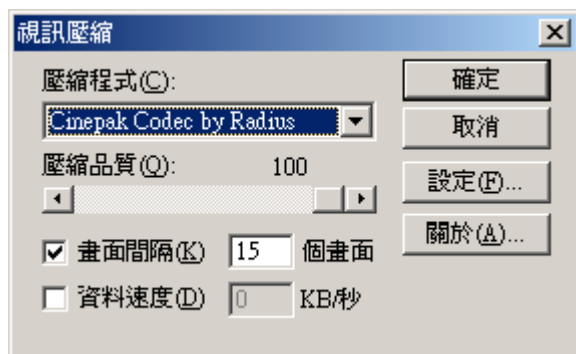 視訊壓縮
壓縮程式(C):
Cinepak Codec by Radius
壓縮品質(Q): 100
畫面間隔(K) 15 個畫面
資料速度(D) 0 KB/秒
確定
取消
設定(F)...
關於(A)...